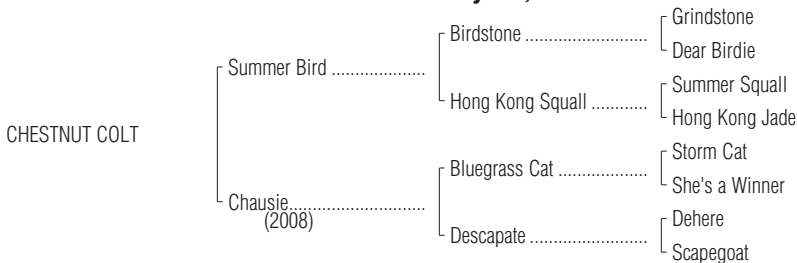 Grindstone
Birdstone ..........................
Dear Birdie
Summer Bird ....................
Summer Squall
Hong Kong Squall ............
Hong Kong Jade
CHESTNUT COLT
Storm Cat
Bluegrass Cat ...................
She's a Winner
Chausie.............................
(2008)
Dehere
Descapate .........................
Scapegoat